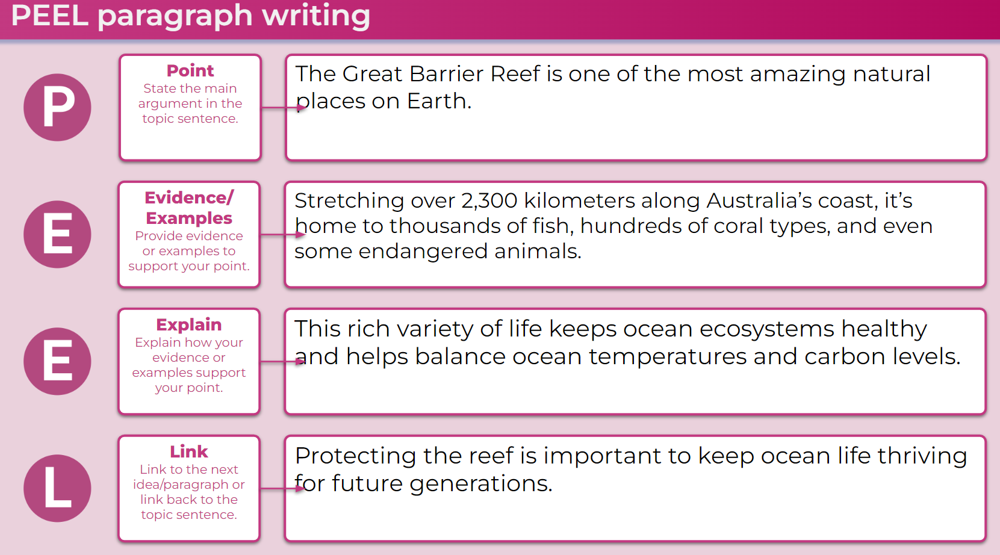 PEEL paragraph writing
P
Point
State the main
argument in the
topic sentence.
The Great Barrier Reef is one of the most amazing natural
places on Earth.
E
Evidence/
Examples
Provide evidence
or examples to
support your point.
Stretching over 2,300 kilometers along Australia’s coast, it’s
home to thousands of fish, hundreds of coral types, and even
some endangered animals.
E
Explain
Explain how your
evidence or
examples support
your point.
This rich variety of life keeps ocean ecosystems healthy
and helps balance ocean temperatures and carbon levels.
L
Link
Link to the next
idea/paragraph or
link back to the
topic sentence.
Protecting the reef is important to keep ocean life thriving
for future generations.